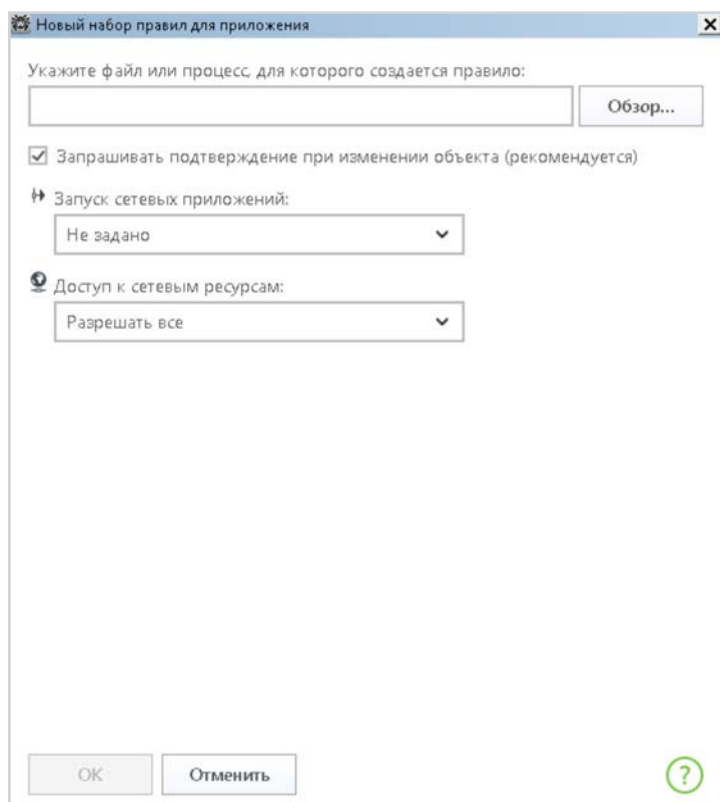 Новый набор правил для приложения
Укажите файл или процесс, для которого создается правило:
Обзор...
Запрашивать подтверждение при изменении объекта (рекомендуется)
Запуск сетевых приложений:
Не задано
Доступ к сетевым ресурсам:
Разрешать все
OK
Отменить
?